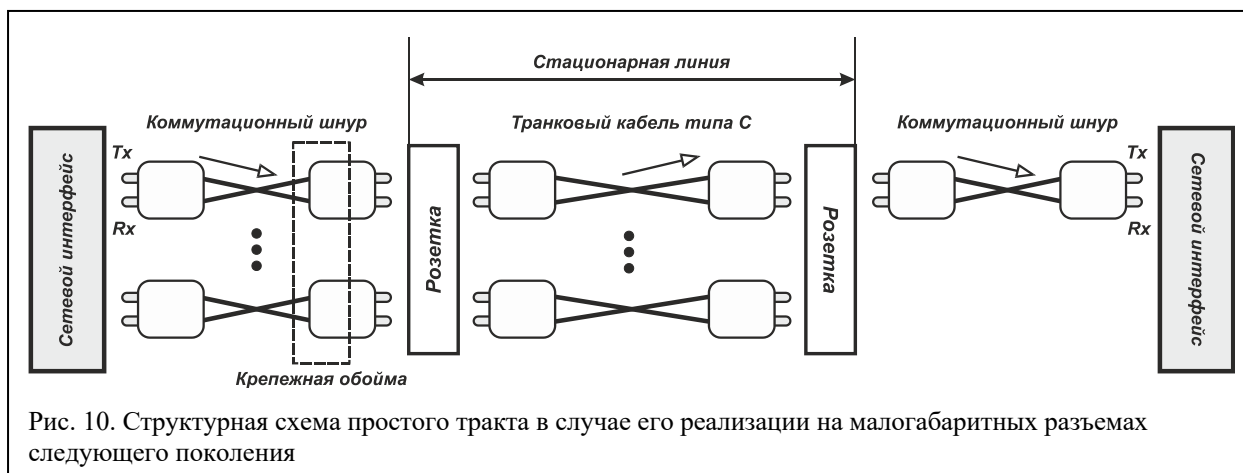 Стационарная линия
Коммутационный шнур
Транковый кабель типа С
Коммутационный шнур
Сетевой интерфейс
Tx
Rx
Розетка
Розетка
Tx
Rx
Сетевой интерфейс
Крепежная обойма
Рис. 10. Структурная схема простого тракта в случае его реализации на малогабаритных разъемах
следующего поколения